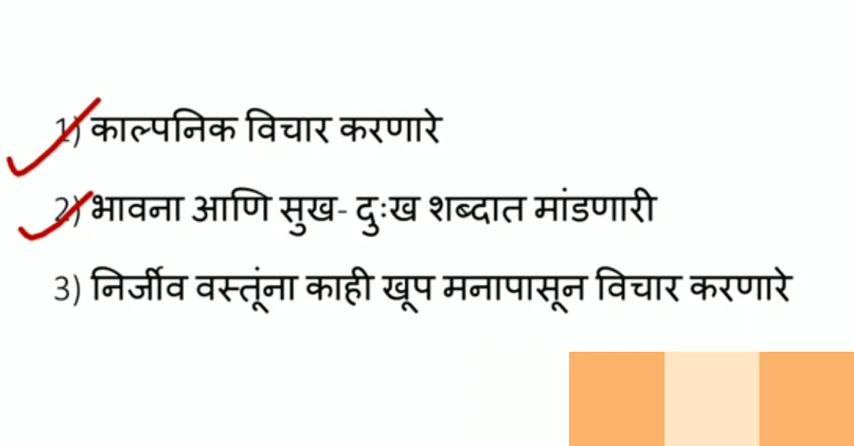 1) काल्पनिक विचार करणारे
2) भावना आणि सुख- दुःख शब्दात मांडणारी
3) निर्जीव वस्तूंना काही खूप मनापासून विचार करणारे